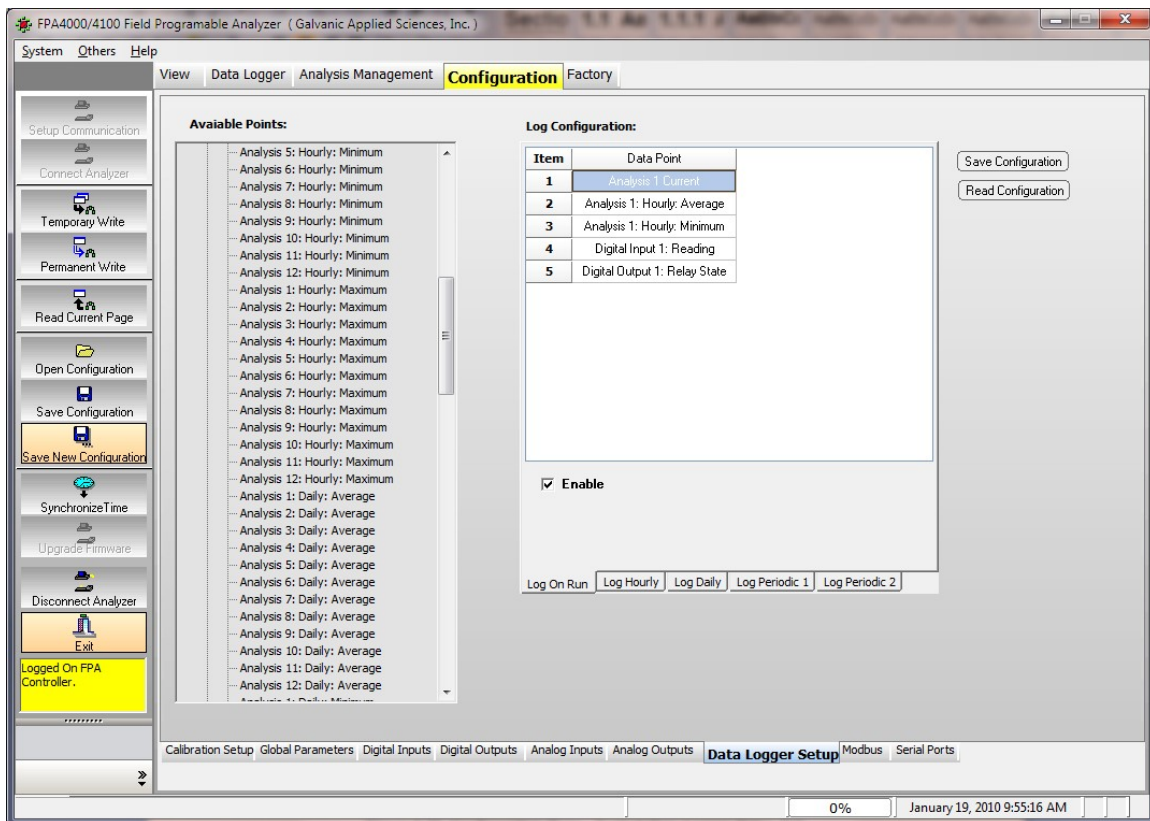 FPA4000/4100 Field Programable Analyzer ( Galvanic Applied Sciences, Inc. )
System Others Help
View Data Logger Analysis Management Configuration Factory
Setup Communication
Connect Analyzer
Temporary Write
Permanent Write
Read Current Page
Open Configuration
Save Configuration
Save New Configuration
SynchronizeTime
Upgrade Firmware
Disconnect Analyzer
Exit
Logged On FPA
Controller.
Avaiable Points:
Analysis 5: Hourly: Minimum
Analysis 6: Hourly: Minimum
Analysis 7: Hourly: Minimum
Analysis 8: Hourly: Minimum
Analysis 9: Hourly: Minimum
Analysis 10: Hourly: Minimum
Analysis 11: Hourly: Minimum
Analysis 12: Hourly: Minimum
Analysis 1: Hourly: Maximum
Analysis 2: Hourly: Maximum
Analysis 3: Hourly: Maximum
Analysis 4: Hourly: Maximum
Analysis 5: Hourly: Maximum
Analysis 6: Hourly: Maximum
Analysis 7: Hourly: Maximum
Analysis 8: Hourly: Maximum
Analysis 9: Hourly: Maximum
Analysis 10: Hourly: Maximum
Analysis 11: Hourly: Maximum
Analysis 12: Hourly: Maximum
Analysis 1: Daily: Average
Analysis 2: Daily: Average
Analysis 3: Daily: Average
Analysis 4: Daily: Average
Analysis 5: Daily: Average
Analysis 6: Daily: Average
Analysis 7: Daily: Average
Analysis 8: Daily: Average
Analysis 9: Daily: Average
Analysis 10: Daily: Average
Analysis 11: Daily: Average
Analysis 12: Daily: Average
Analysis 1: Daily: Minimum
Log Configuration:
Item Data Point
1 Analysis 1 Current
2 Analysis 1: Hourly: Average
3 Analysis 1: Hourly: Minimum
4 Digital Input 1: Reading
5 Digital Output 1: Relay State
Enable
Log On Run Log Hourly Log Daily Log Periodic 1 Log Periodic 2
Save Configuration
Read Configuration
Calibration Setup Global Parameters Digital Inputs Digital Outputs Analog Inputs Analog Outputs Data Logger Setup Modbus Serial Ports
0% January 19, 2010 9:55:16 AM